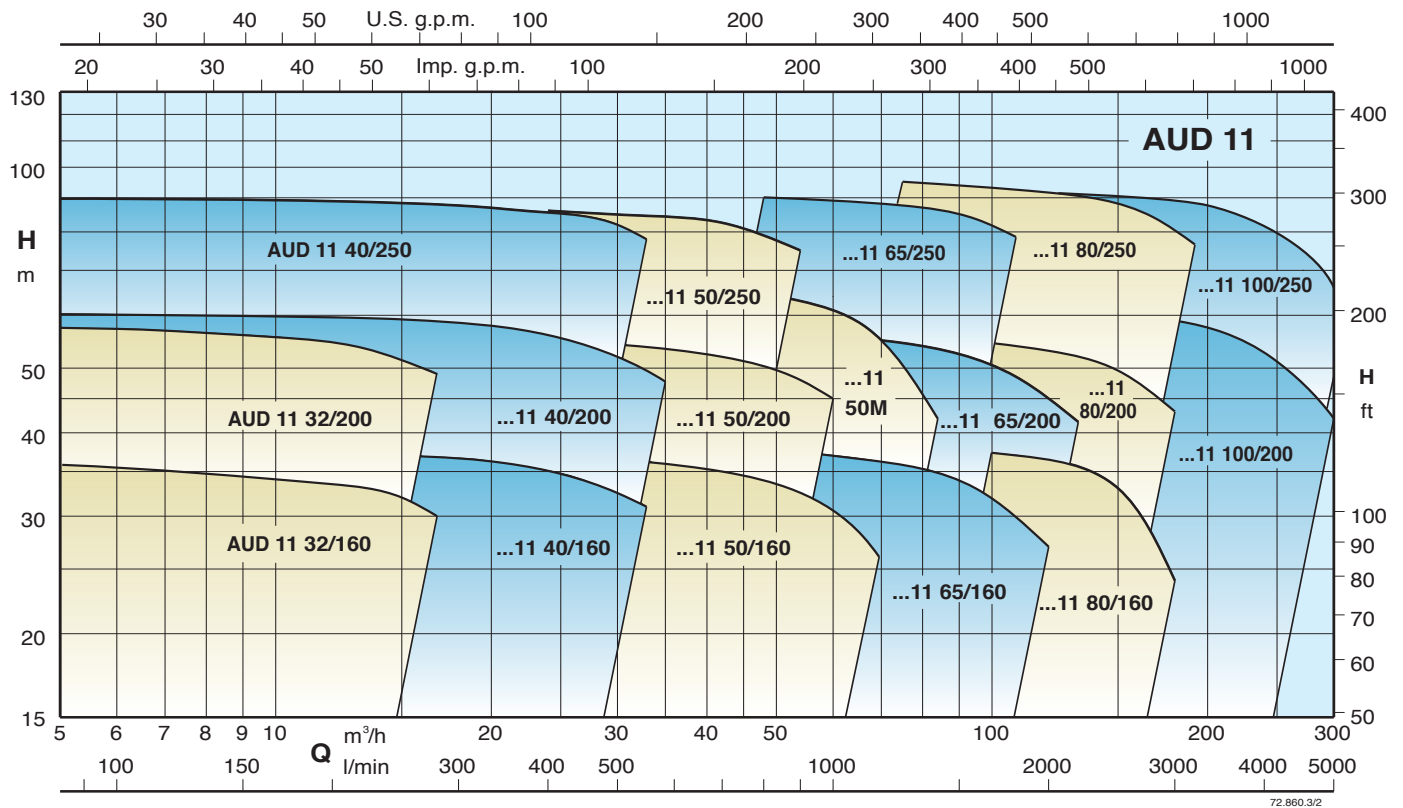 30 40 50 U.S. g.p.m. 100 200 300 400 500 1000
20 30 40 50 Imp. g.p.m. 100 200 300 400 500 1000
130
400
AUD 11
100
300
H
m
AUD 11 40/250
...11 65/250
...11 80/250
...11 100/250
...11 50/250
200
50
...11
50M
H
ft
...11
80/200
AUD 11 32/200
...11 40/200
...11 50/200
...11 65/200
40
...11 100/200
30
100
AUD 11 32/160
...11 40/160
...11 50/160
90
80
...11 65/160
...11 80/160
70
20
60
15
50
5 6 7 8 9 10 m³/h 20 30 40 50 100 200 300
Q
100 150 l/min 300 400 500 1000 2000 3000 4000 5000
72.860.3/2